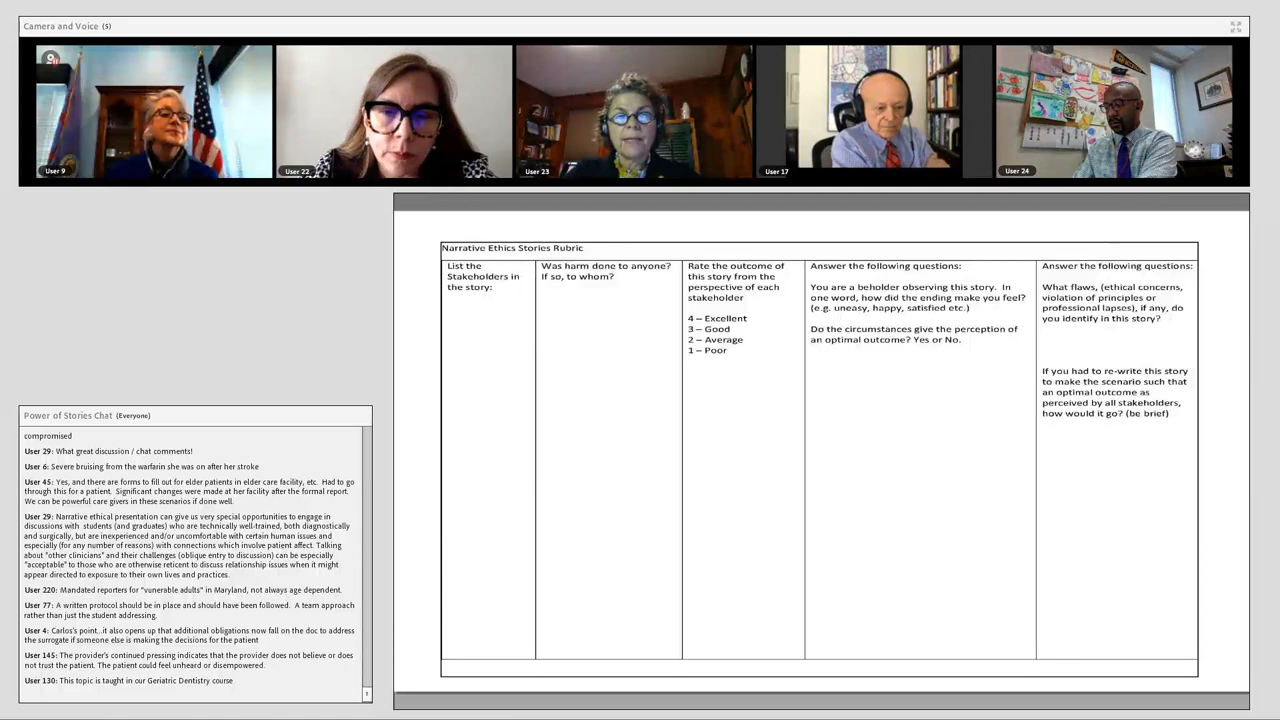 Camera and Voice (5)
User 9
User 22
User 23
User 17
User 24
Narrative Ethics Stories Rubric
List the
Stakeholders in
the story:
Was harm done to anyone?
If so, to whom?
Rate the outcome of
this story from the
perspective of each
stakeholder
4 – Excellent
3 – Good
2 – Average
1 – Poor
Answer the following questions:
You are a beholder observing this story. In
one word, how did the ending make you feel?
(e.g. uneasy, happy, satisfied etc.)
Do the circumstances give the perception of
an optimal outcome? Yes or No.
Answer the following questions:
What flaws, (ethical concerns,
violation of principles or
professional lapses), if any, do
you identify in this story?
If you had to re-write this story
to make the scenario such that
an optimal outcome as
perceived by all stakeholders,
how would it go? (be brief)
Power of Stories Chat (Everyone)
compromised
User 29: What great discussion / chat comments!
User 6: Severe bruising from the warfarin she was on after her stroke
User 45: Yes, and there are forms to fill out for elder patients in elder care facility, etc. Had to go
through this for a patient. Significant changes were made at her facility after the formal report.
We can be powerful care givers in these scenarios if done well.
User 29: Narrative ethical presentation can give us very special opportunities to engage in
discussions with students (and graduates) who are technically well-trained, both diagnostically
and surgically, but are inexperienced and/or uncomfortable with certain human issues and
especially (for any number of reasons) with connections which involve patient affect. Talking
about "other clinicians" and their challenges (oblique entry to discussion) can be especially
"acceptable" to those who are otherwise reticent to discuss relationship issues when it might
appear directed to exposure to their own lives and practices.
User 220: Mandated reporters for "vunerable adults" in Maryland, not always age dependent.
User 77: A written protocol should be in place and should have been followed. A team approach
rather than just the student addressing.
User 4: Carlos's point...it also opens up that additional obligations now fall on the doc to address
the surrogate if someone else is making the decisions for the patient
User 145: The provider's continued pressing indicates that the provider does not believe or does
not trust the patient. The patient could feel unheard or disempowered.
User 130: This topic is taught in our Geriatric Dentistry course